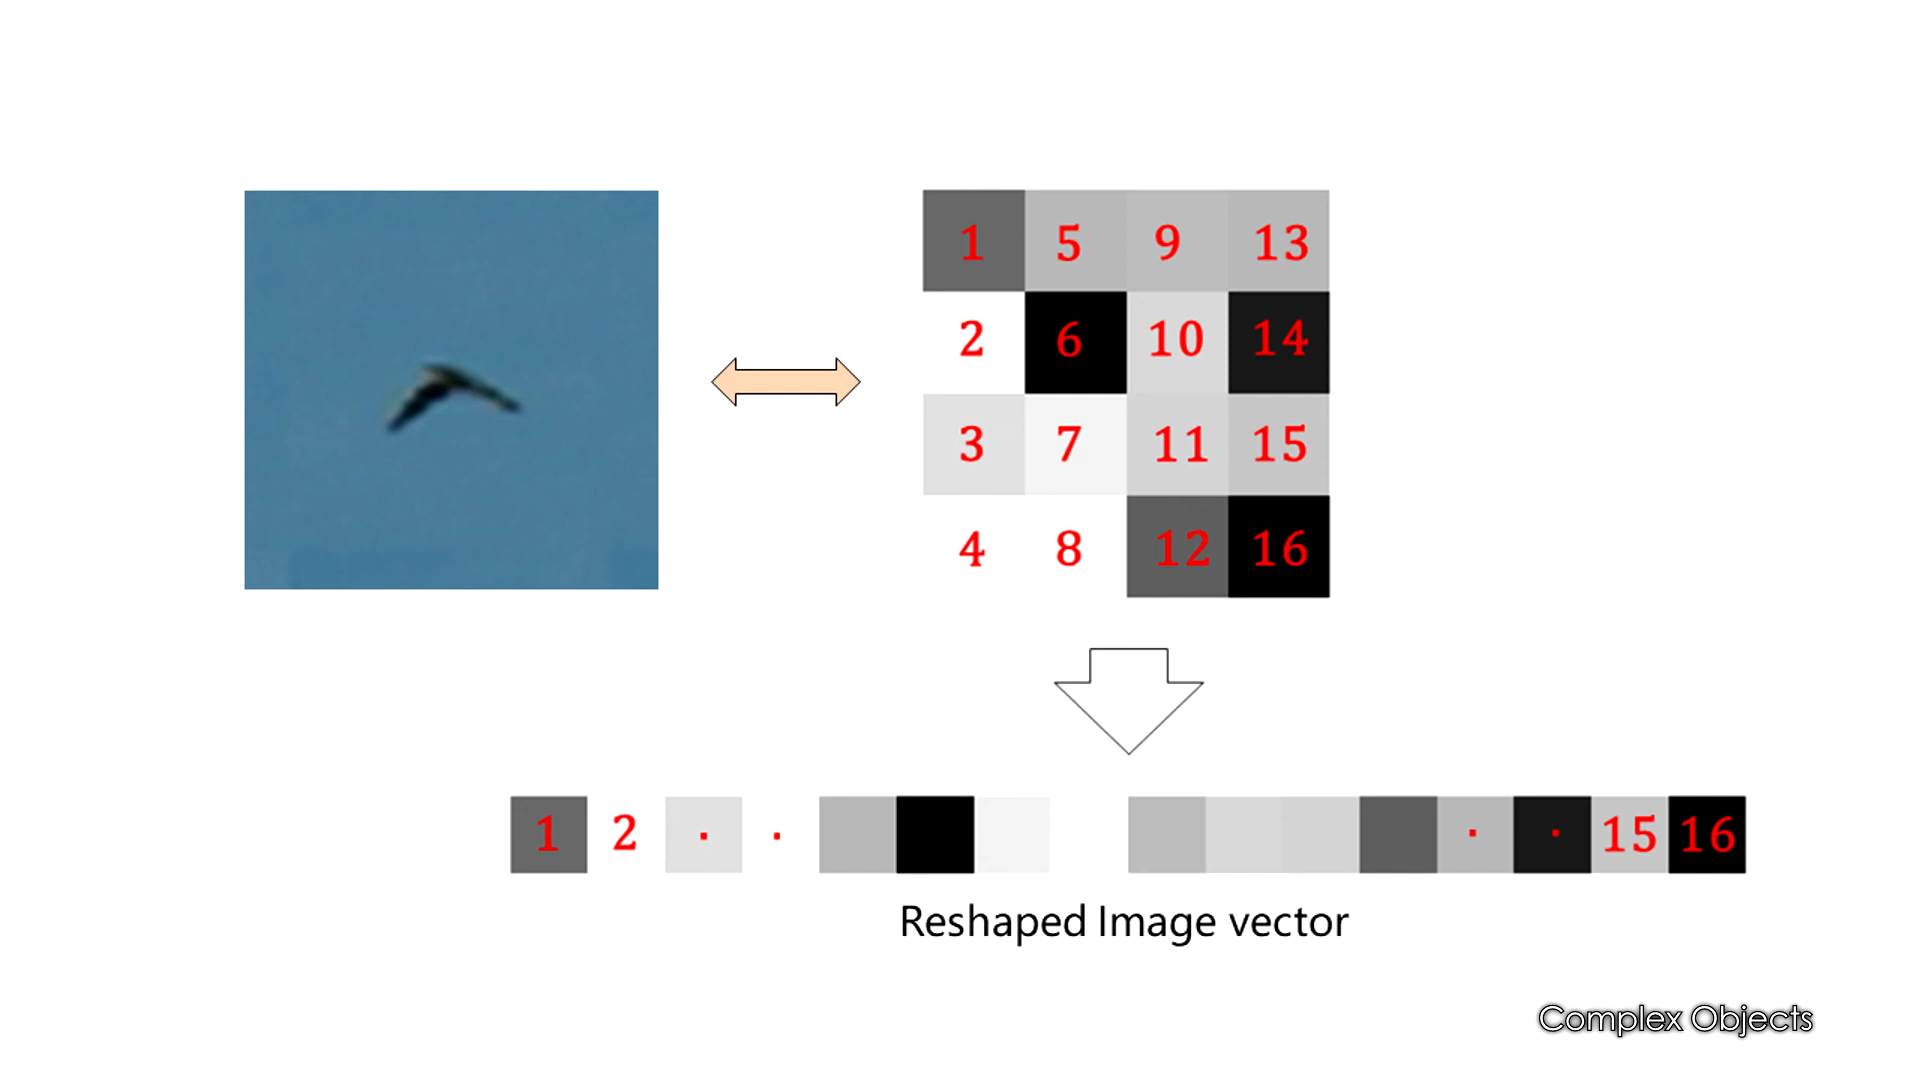 1 5 9 13
2 6 10 14
3 7 11 15
4 8 12 16
1 2 · · · · 15 16
Reshaped Image vector
Complex Objects